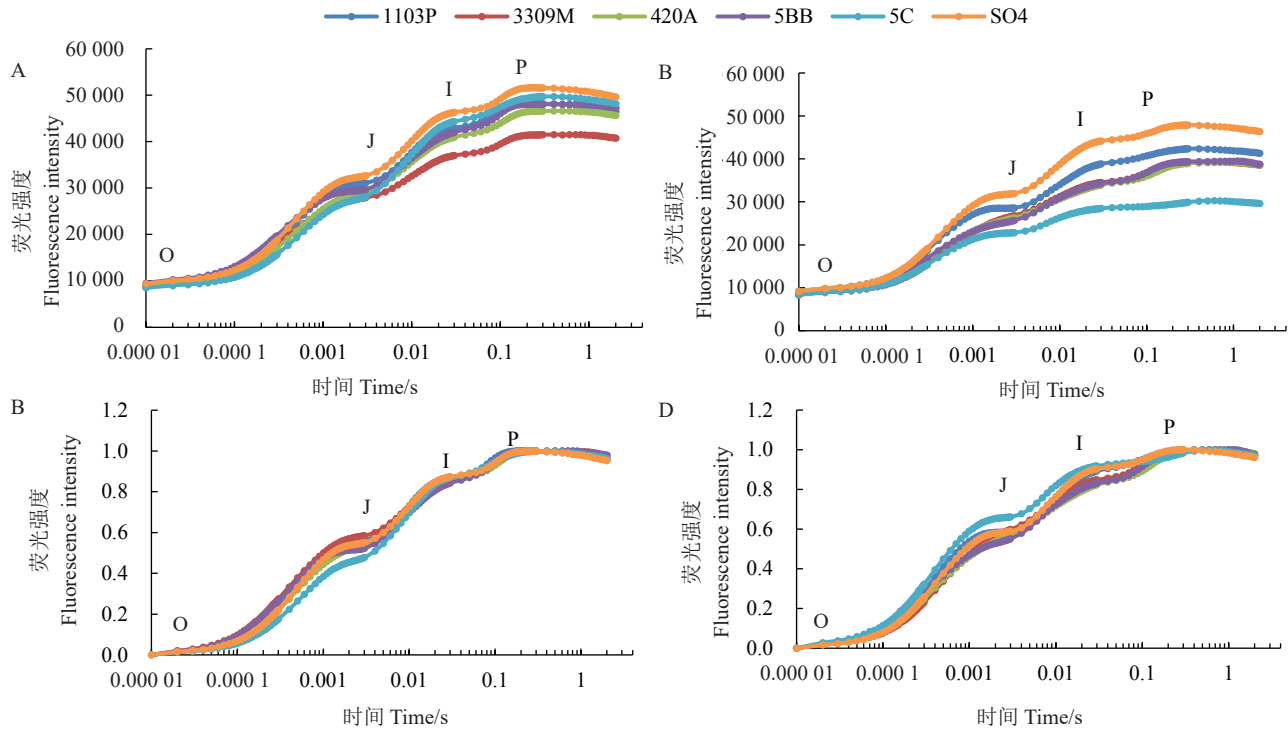 1103P 3309M 420A 5BB 5C SO4
A
60 000
50 000
40 000
30 000
20 000
10 000
0
荧光强度
Fluorescence intensity
O
J
I
P
0.000 01 0.000 1 0.001 0.01 0.1 1
时间 Time/s
B
60 000
50 000
40 000
30 000
20 000
10 000
0
荧光强度
Fluorescence intensity
O
J
I
P
0.000 01 0.000 1 0.001 0.01 0.1 1
时间 Time/s
B
1.2
1.0
0.8
0.6
0.4
0.2
0.0
荧光强度
Fluorescence intensity
O
J
I
P
0.000 01 0.000 1 0.001 0.01 0.1 1
时间 Time/s
D
1.2
1.0
0.8
0.6
0.4
0.2
0.0
荧光强度
Fluorescence intensity
O
J
I
P
0.000 01 0.000 1 0.001 0.01 0.1 1
时间 Time/s